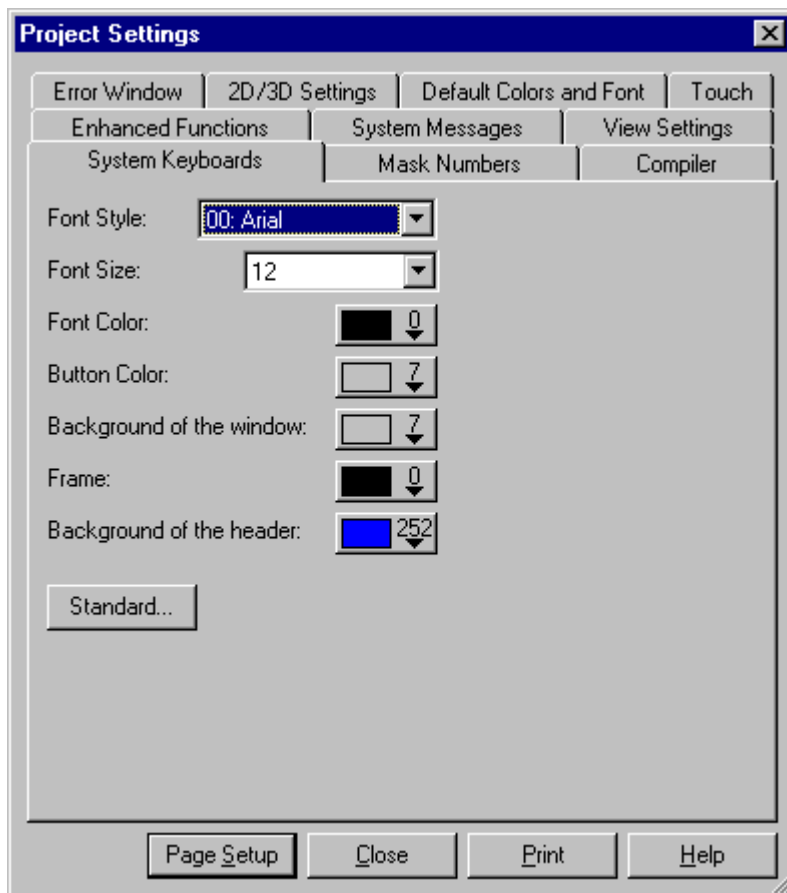 Project Settings
Error Window 2D/3D Settings Default Colors and Font Touch
Enhanced Functions System Messages View Settings
System Keyboards Mask Numbers Compiler
Font Style: 00: Arial
Font Size: 12
Font Color: 0
Button Color: 7
Background of the window: 7
Frame: 0
Background of the header: 252
Standard...
Page Setup Close Print Help